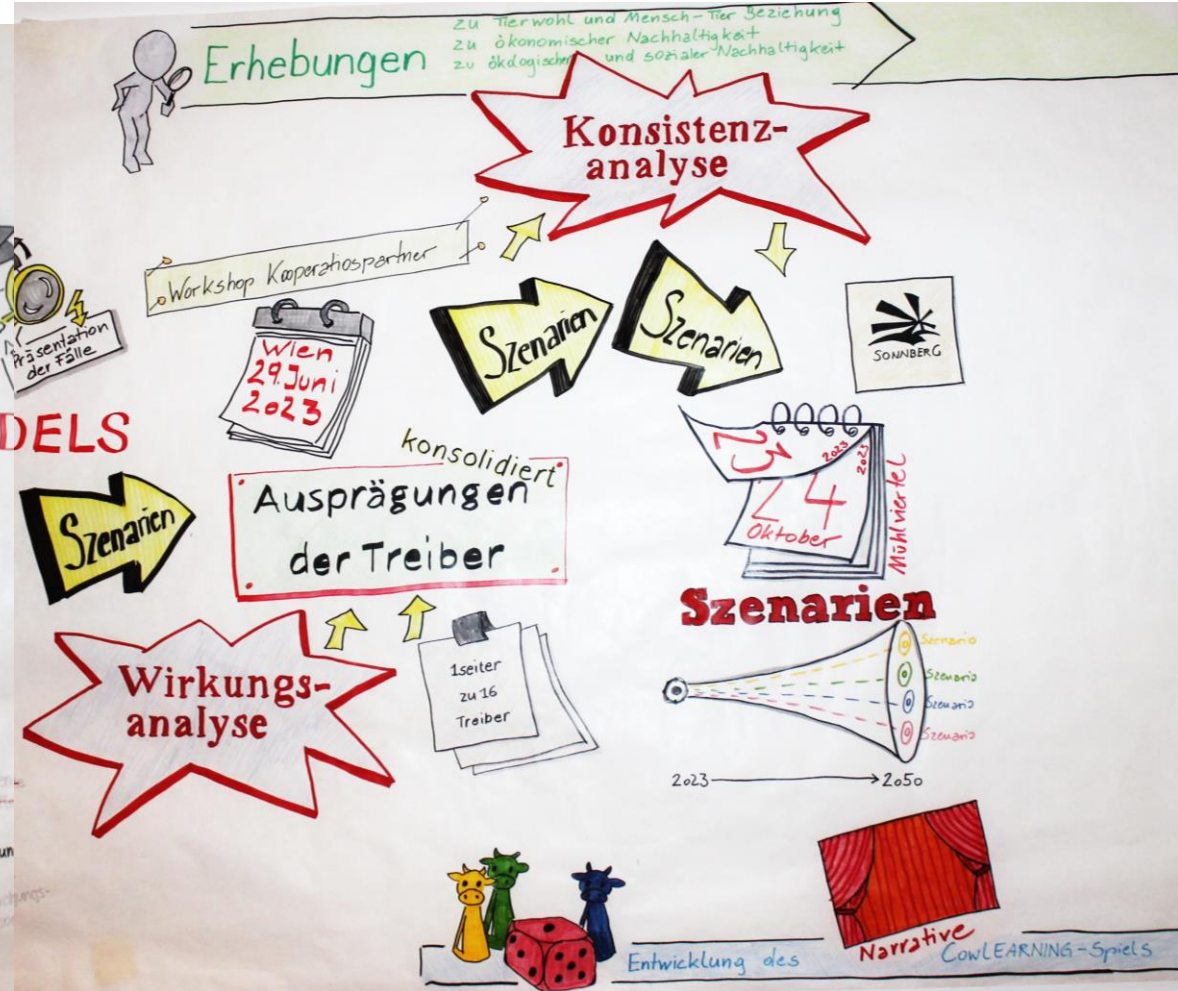 Erhebungen
zu Tierwohl und Mensch-Tier Beziehung
zu ökonomischer Nachhaltigkeit
zu ökologischer und sozialer Nachhaltigkeit
Konsistenz-
analyse
Workshop Kooperatiospartner
Präsentation
der Fälle
Wien
29. Juni
2023
Szenarien
Szenarien
SONNBERG
DELS
Szenarien
konsolidiert
Ausprägungen
der Treiber
23
2023
2023
24
Oktober
Mühlviertel
Wirkungs-
analyse
1seiter
zu 16
Treiber
Szenarien
Szenario
Szenario
Szenario
Szenario
2023
2050
Narrative
Entwicklung des CowLEARNING-Spiels